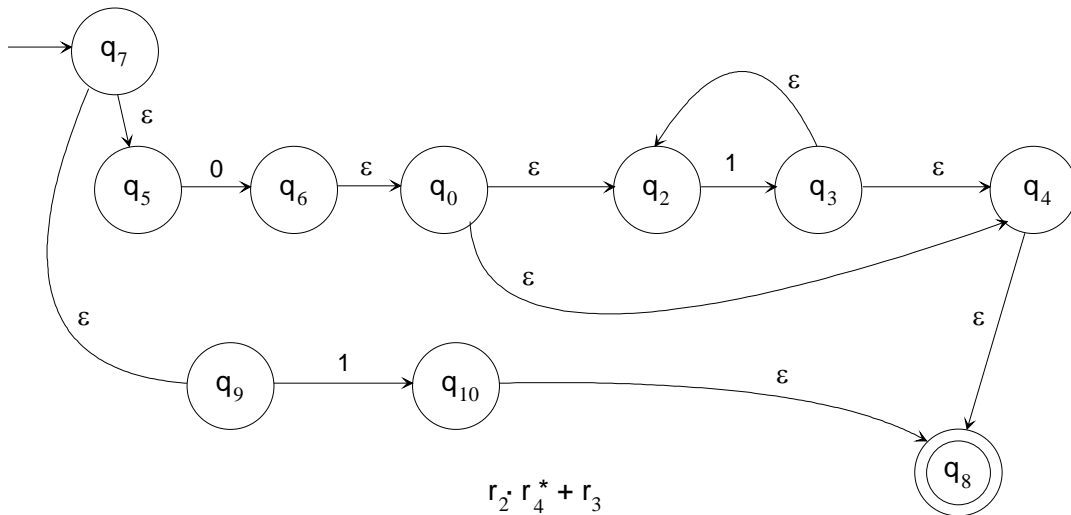 q₇
ε
ε
q₅ 0 q₆ ε q₀ ε q₂ 1 q₃ ε q₄
ε
ε
ε
q₉ 1 q₁₀ ε
q₈
r₂· r₄* + r₃